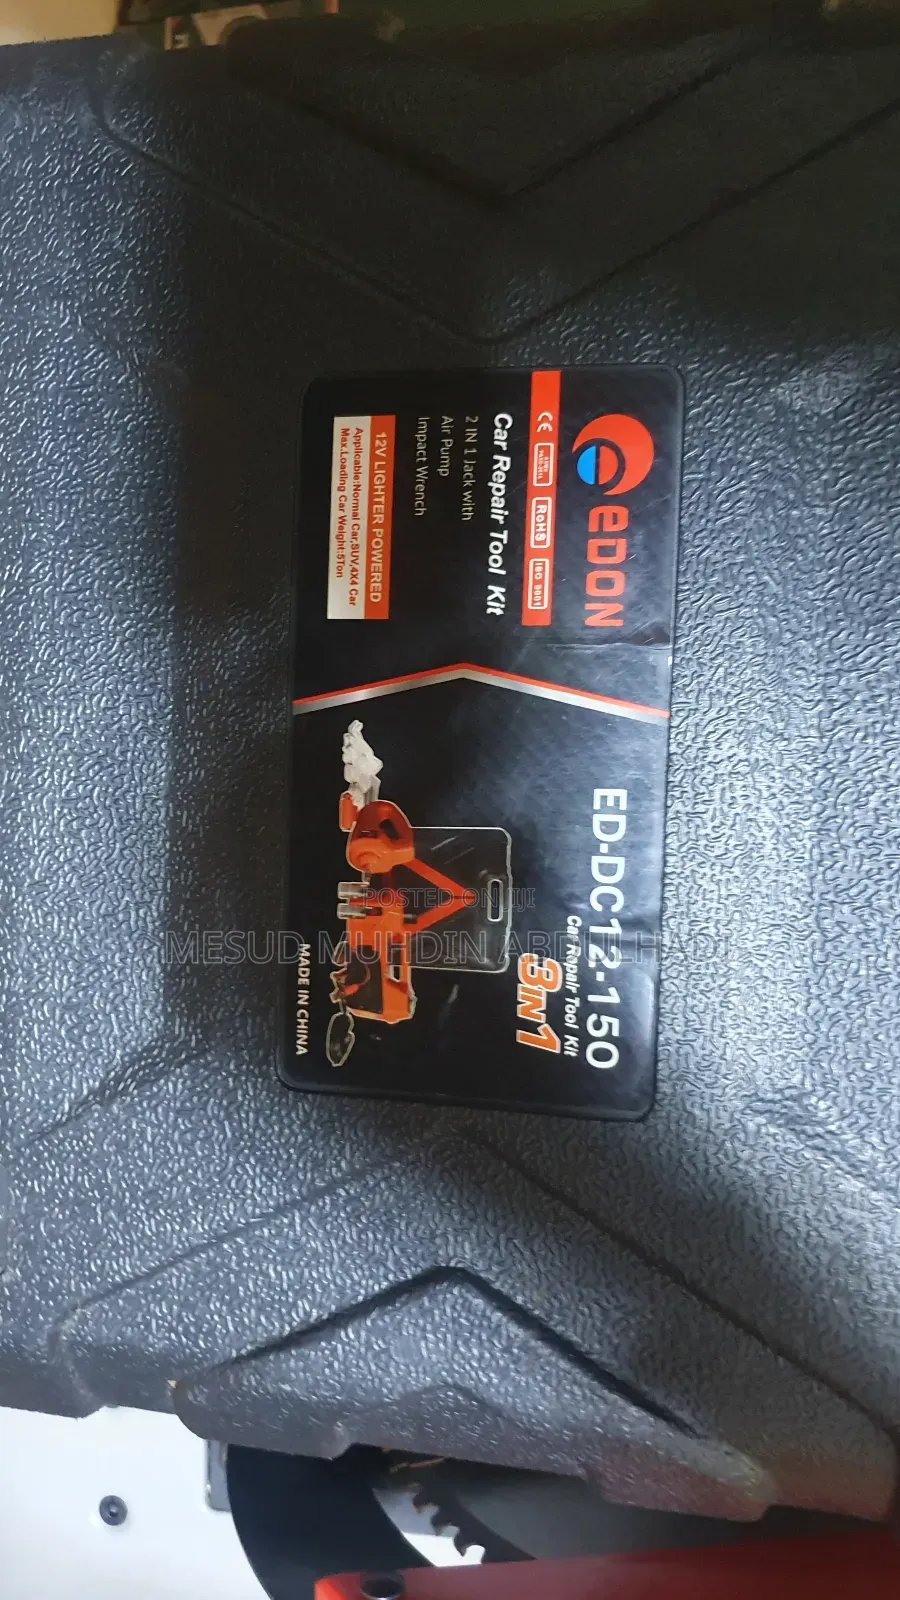 eDON
CE
RoHS
ISO 9001
Car Repair Tool Kit
2 IN 1 Jack with
Air Pump
Impact Wrench
12V LIGHTER POWERED
Applicable:Normal Car,SUV,4X4 Car
Max.Loading Car Weight:5Ton
ED-DC12-150
Car Repair Tool Kit
3IN1
MADE IN CHINA
POSTED ON JIJI
MESUD MUHDIN ABDULHADI